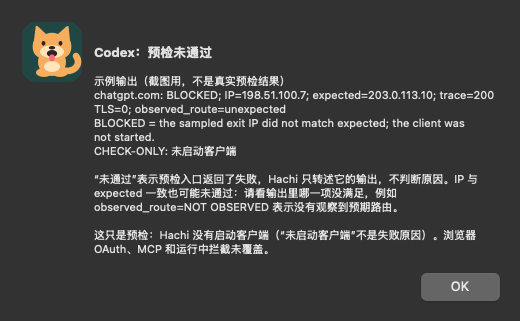 Codex：预检未通过
示例输出（截图用，不是真实预检结果）
chatgpt.com: BLOCKED; IP=198.51.100.7; expected=203.0.113.10; trace=200
TLS=0; observed_route=unexpected
BLOCKED = the sampled exit IP did not match expected; the client was
not started.
CHECK-ONLY: 未启动客户端
“未通过”表示预检入口返回了失败，Hachi 只转述它的输出，不判断原因。IP 与
expected 一致也可能未通过：请看输出里哪一项没满足，例如
observed_route=NOT OBSERVED 表示没有观察到预期路由。
这只是预检：Hachi 没有启动客户端（“未启动客户端”不是失败原因）。浏览器
OAuth、MCP 和运行中拦截未覆盖。
OK